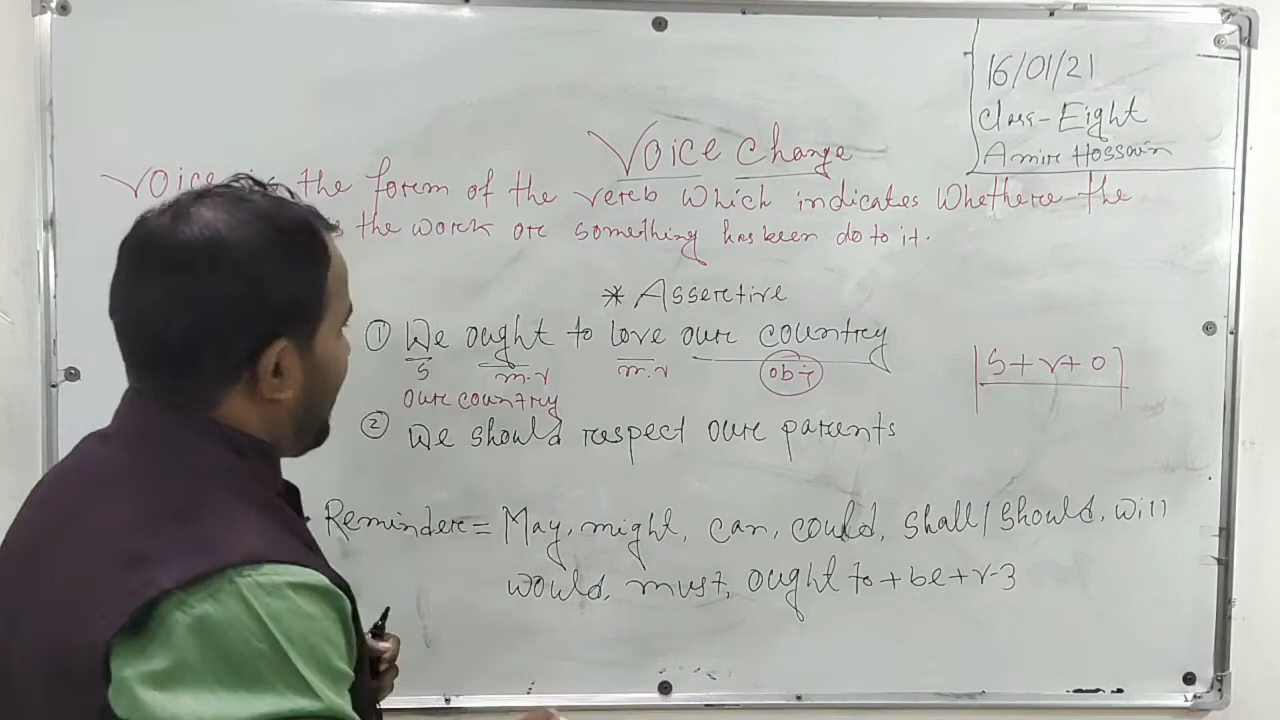 16/01/21
Class-Eight
Amir Hossain
Voice Change
Voice is the form of the verb which indicates whether the
the work or something has been do to it.
* Assertive
① We ought to love our country
S m.v m.v obj
S+v+o
our country
② We should respect our parents
Reminder = May, might, can, could, shall/should, will
would, must, ought to + be + v-3